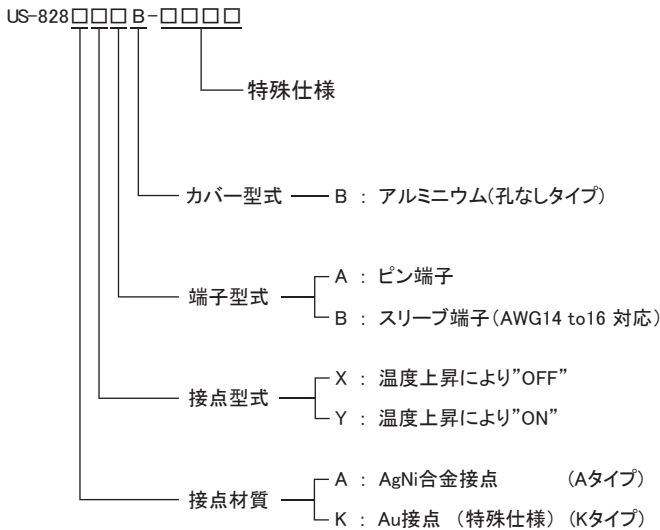 US-828□□□B-□□□□
特殊仕様
カバー型式 B : アルミニウム(孔なしタイプ)
端子型式
A : ピン端子
B : スリーブ端子(AWG14 to16 対応)
接点型式
X : 温度上昇により"OFF"
Y : 温度上昇により"ON"
接点材質
A : AgNi合金接点 (Aタイプ)
K : Au接点 (特殊仕様) (Kタイプ)